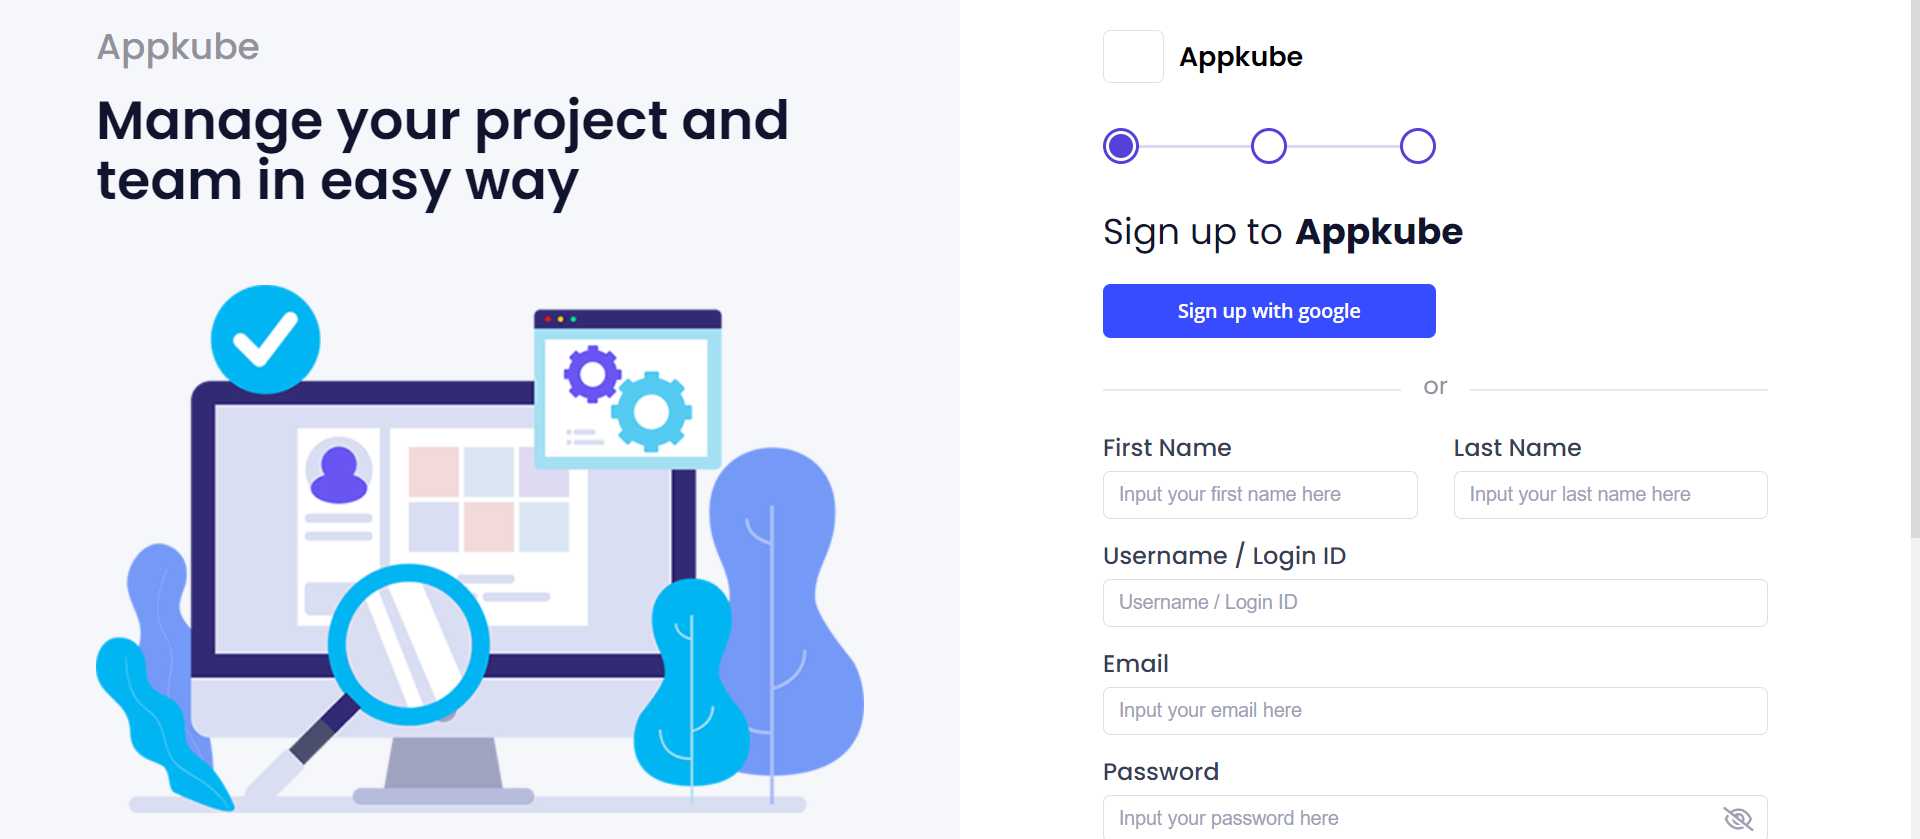 Appkube
Manage your project and
team in easy way
Appkube
Sign up to Appkube
Sign up with google
or
First Name
Last Name
Input your first name here
Input your last name here
Username / Login ID
Username / Login ID
Email
Input your email here
Password
Input your password here